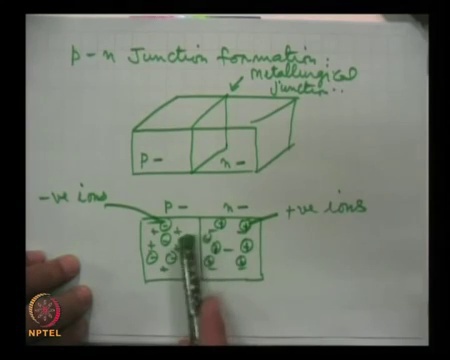 p-n Junction formation:
metallurgical
junction..
p-
n-
-ve ions
p-
n-
+ve ions
NPTEL